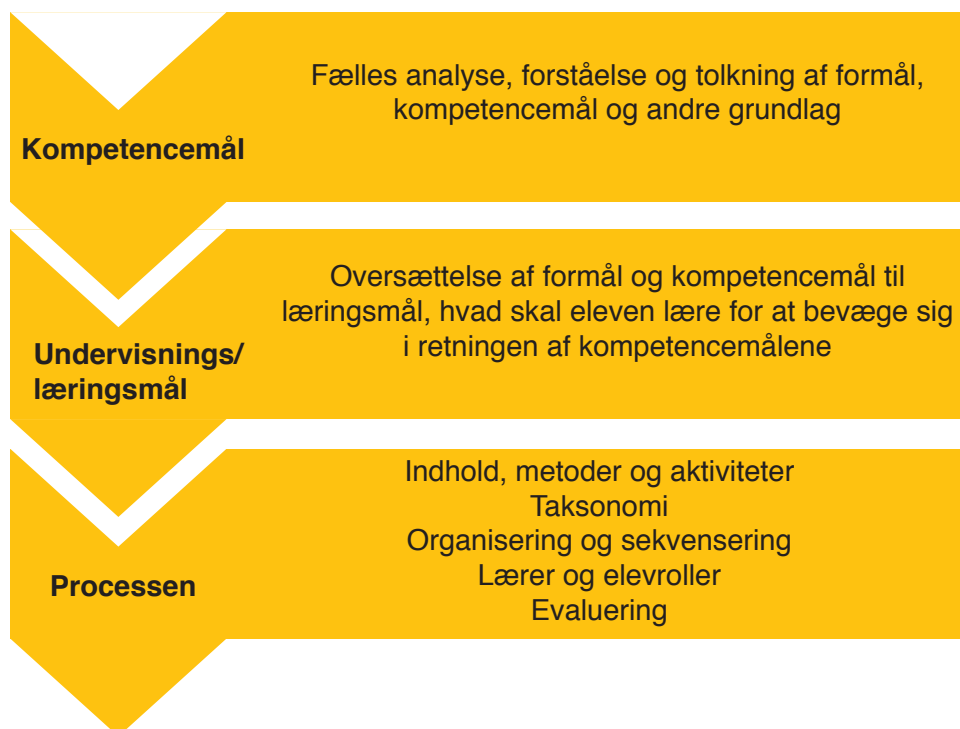 Fælles analyse, forståelse og tolkning af formål,
kompetencemål og andre grundlag
Kompetencemål
Oversættelse af formål og kompetencemål til
læringsmål, hvad skal eleven lære for at bevæge sig
i retningen af kompetencemålene
Undervisnings/
læringsmål
Indhold, metoder og aktiviteter
Taksonomi
Organisering og sekvensering
Lærer og elevroller
Evaluering
Processen